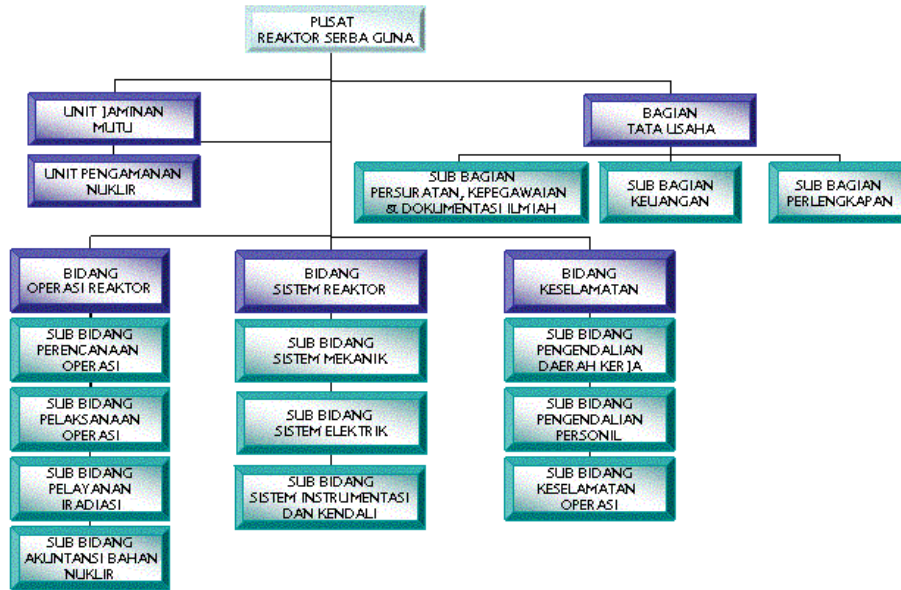 PUSAT
REAKTOR SERBA GUNA
UNIT JAMINAN
MUTU
BAGIAN
TATA USAHA
UNIT PENGAMANAN
NUKLIR
SUB BAGIAN
PERSURATAN, KEPEGAWAIAN
& DOKUMENTASI ILMIAH
SUB BAGIAN
KEUANGAN
SUB BAGIAN
PERLENGKAPAN
BIDANG
OPERASI REAKTOR
BIDANG
SISTEM REAKTOR
BIDANG
KESELAMATAN
SUB BIDANG
PERENCANAAN
OPERASI
SUB BIDANG
SISTEM MEKANIK
SUB BIDANG
PENGENDALIAN
DAERAH KERJA
SUB BIDANG
PELAKSANAAN
OPERASI
SUB BIDANG
SISTEM ELEKTRIK
SUB BIDANG
PENGENDALIAN
PERSONIL
SUB BIDANG
PELAYANAN
IRADIASI
SUB BIDANG
SISTEM INSTRUMENTASI
DAN KENDALI
SUB BIDANG
KESELAMATAN
OPERASI
SUB BIDANG
AKUNTANSI BAHAN
NUKLIR